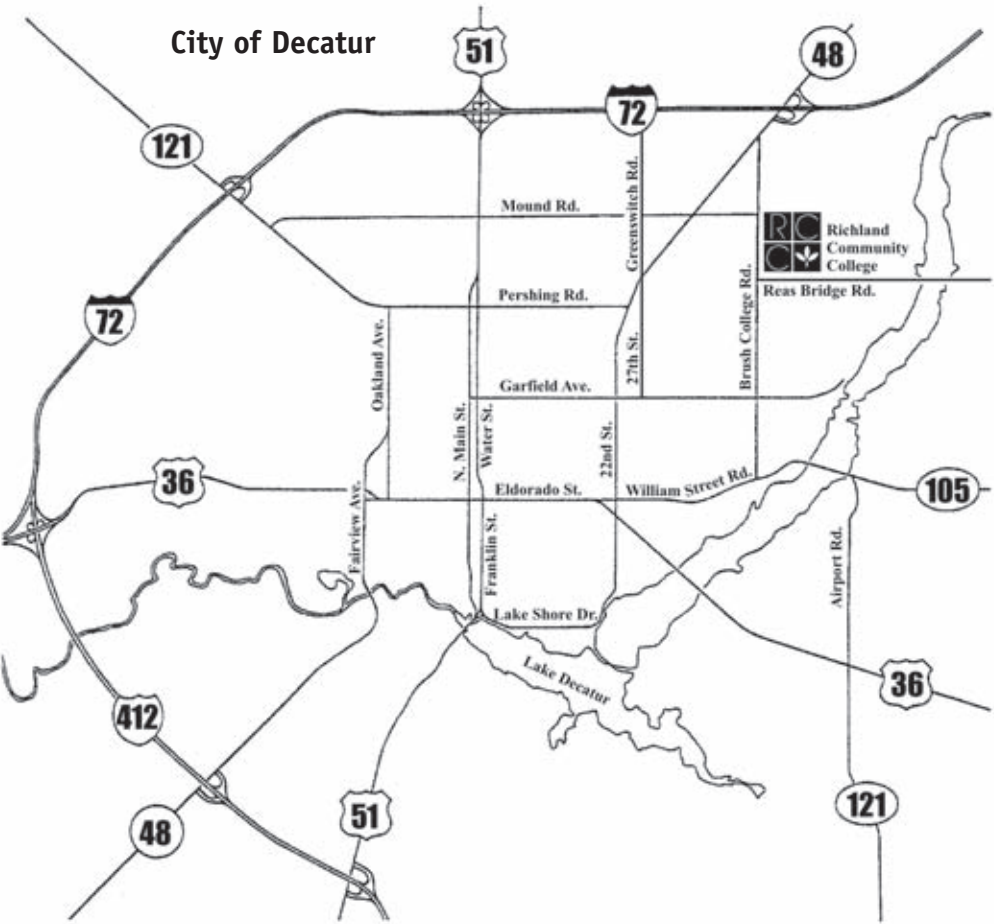 City of Decatur
51
48
72
121
Greenswitch Rd.
Mound Rd.
RC
CC
Richland
Community
College
Reas Bridge Rd.
Pershing Rd.
72
Oakland Ave.
27th St.
Brush College Rd.
Garfield Ave.
N. Main St.
Water St.
22nd St.
36
Eldorado St.
William Street Rd.
105
Fairview Ave.
Franklin St.
Airport Rd.
Lake Shore Dr.
Lake Decatur
36
412
48
51
121